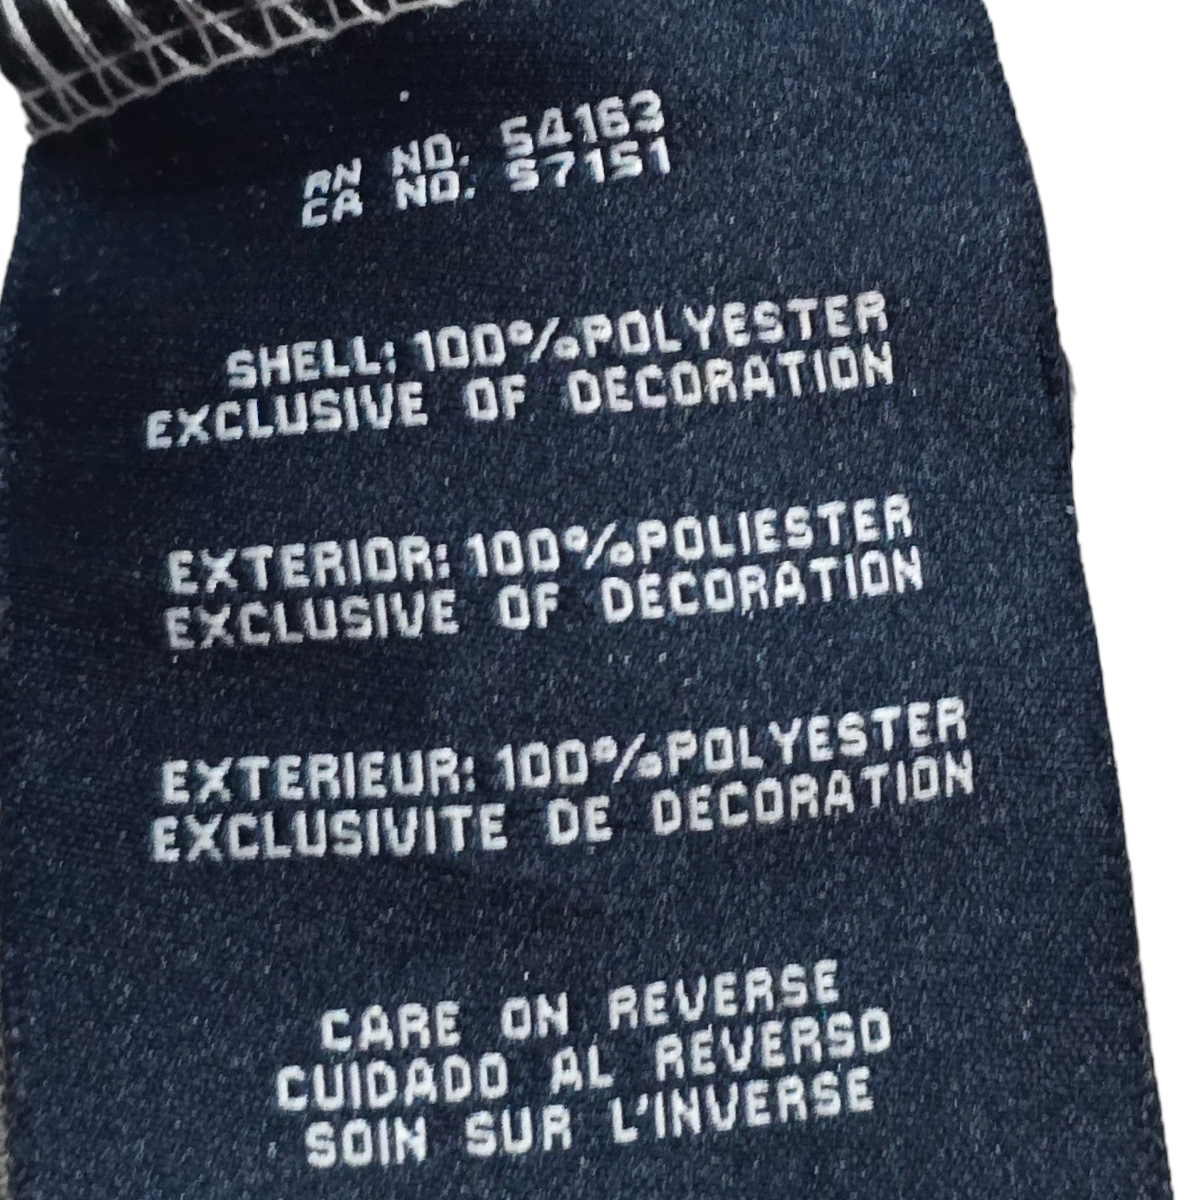 RN NO. 54163
CA NO. 57151
SHELL: 100%POLYESTER
EXCLUSIVE OF DECORATION
EXTERIOR: 100%POLIESTER
EXCLUSIVE OF DECORATION
EXTERIEUR: 100%POLYESTER
EXCLUSIVITE DE DECORATION
CARE ON REVERSE
CUIDADO AL REVERSO
SOIN SUR L'INVERSE